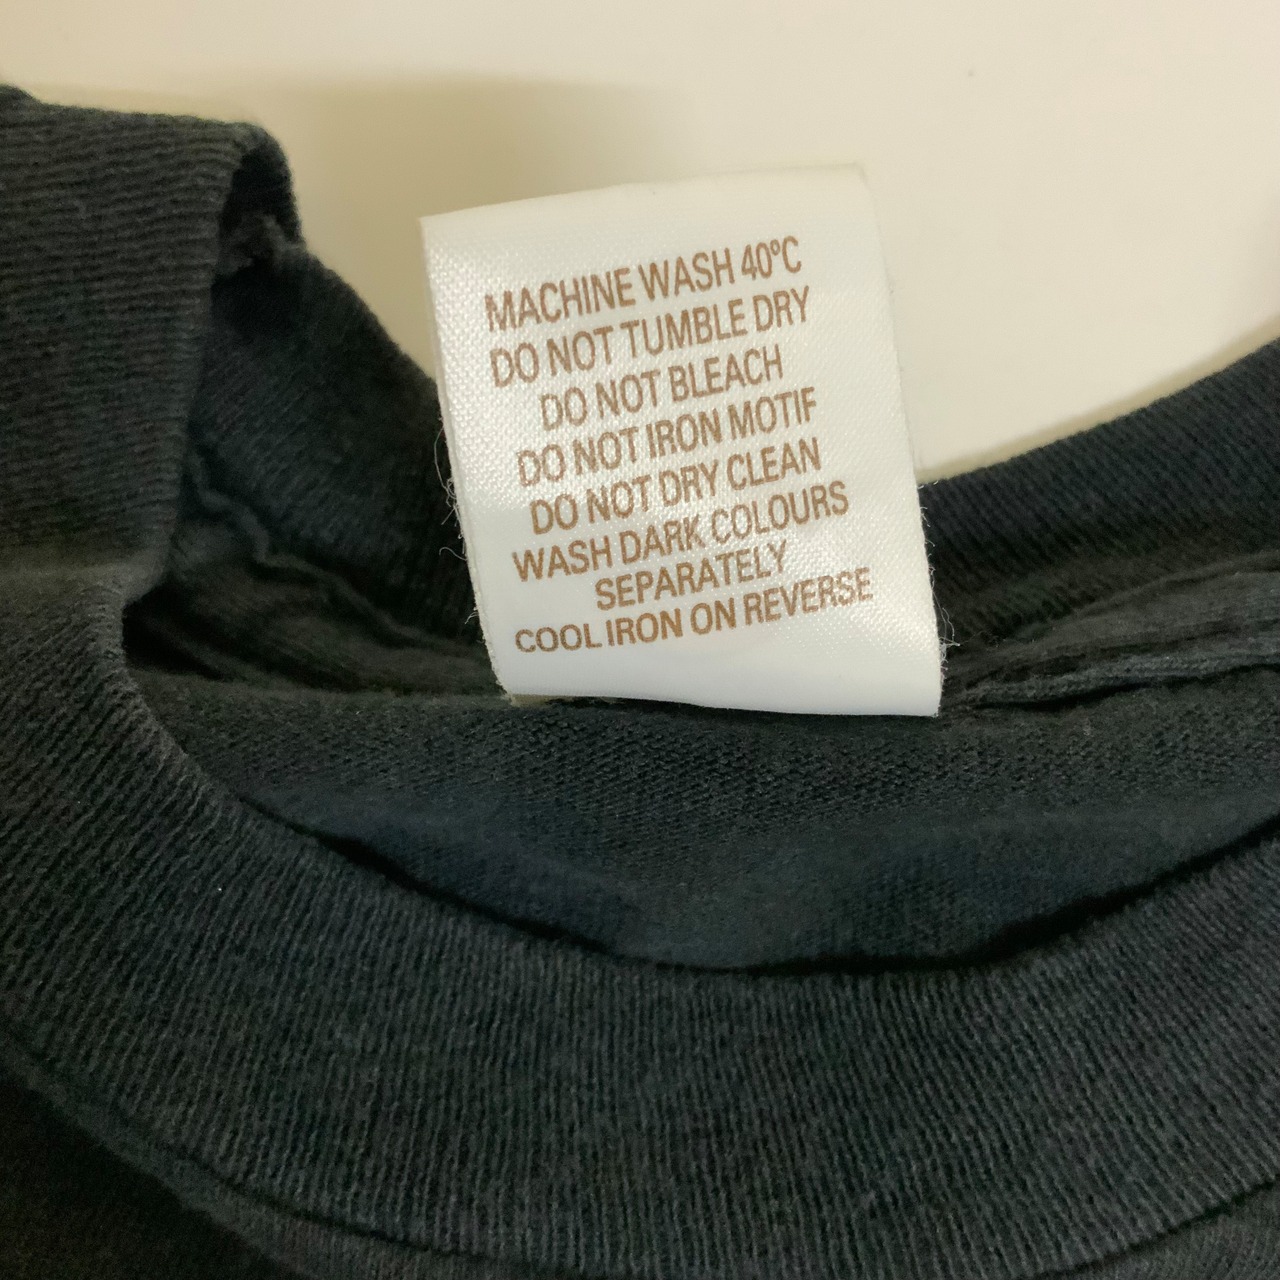 MACHINE WASH 40ºC
DO NOT TUMBLE DRY
DO NOT BLEACH
DO NOT IRON MOTIF
DO NOT DRY CLEAN
WASH DARK COLOURS
SEPARATELY
COOL IRON ON REVERSE